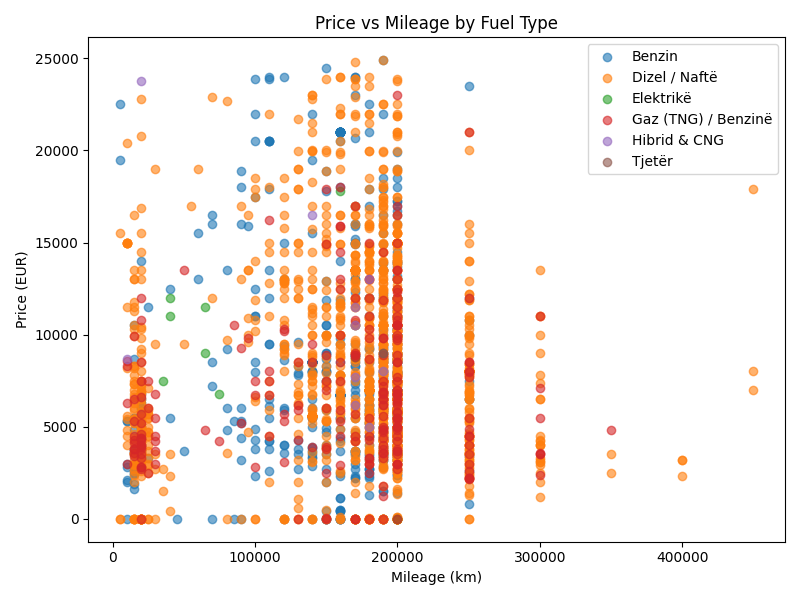 Price vs Mileage by Fuel Type
Price (EUR)
25000
20000
15000
10000
5000
0
Benzin
Dizel / Naftë
Elektrikë
Gaz (TNG) / Benzinë
Hibrid & CNG
Tjetër
0 100000 200000 300000 400000
Mileage (km)